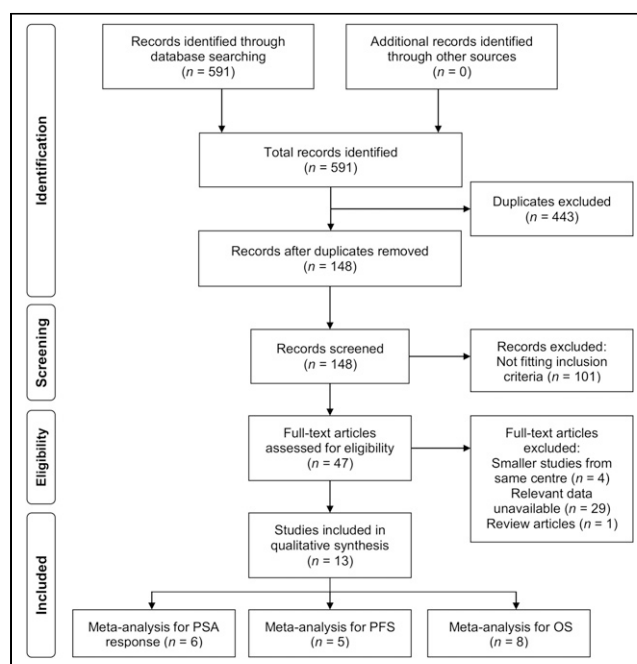 Identification
Records identified through
database searching
(n = 591)
Additional records identified
through other sources
(n = 0)
Total records identified
(n = 591)
Duplicates excluded
(n = 443)
Records after duplicates removed
(n = 148)
Screening
Records screened
(n = 148)
Records excluded:
Not fitting inclusion
criteria (n = 101)
Eligibility
Full-text articles
assessed for eligibility
(n = 47)
Full-text articles
excluded:
Smaller studies from
same centre (n = 4)
Relevant data
unavailable (n = 29)
Review articles (n = 1)
Included
Studies included in
qualitative synthesis
(n = 13)
Meta-analysis for PSA
response (n = 6)
Meta-analysis for PFS
(n = 5)
Meta-analysis for OS
(n = 8)